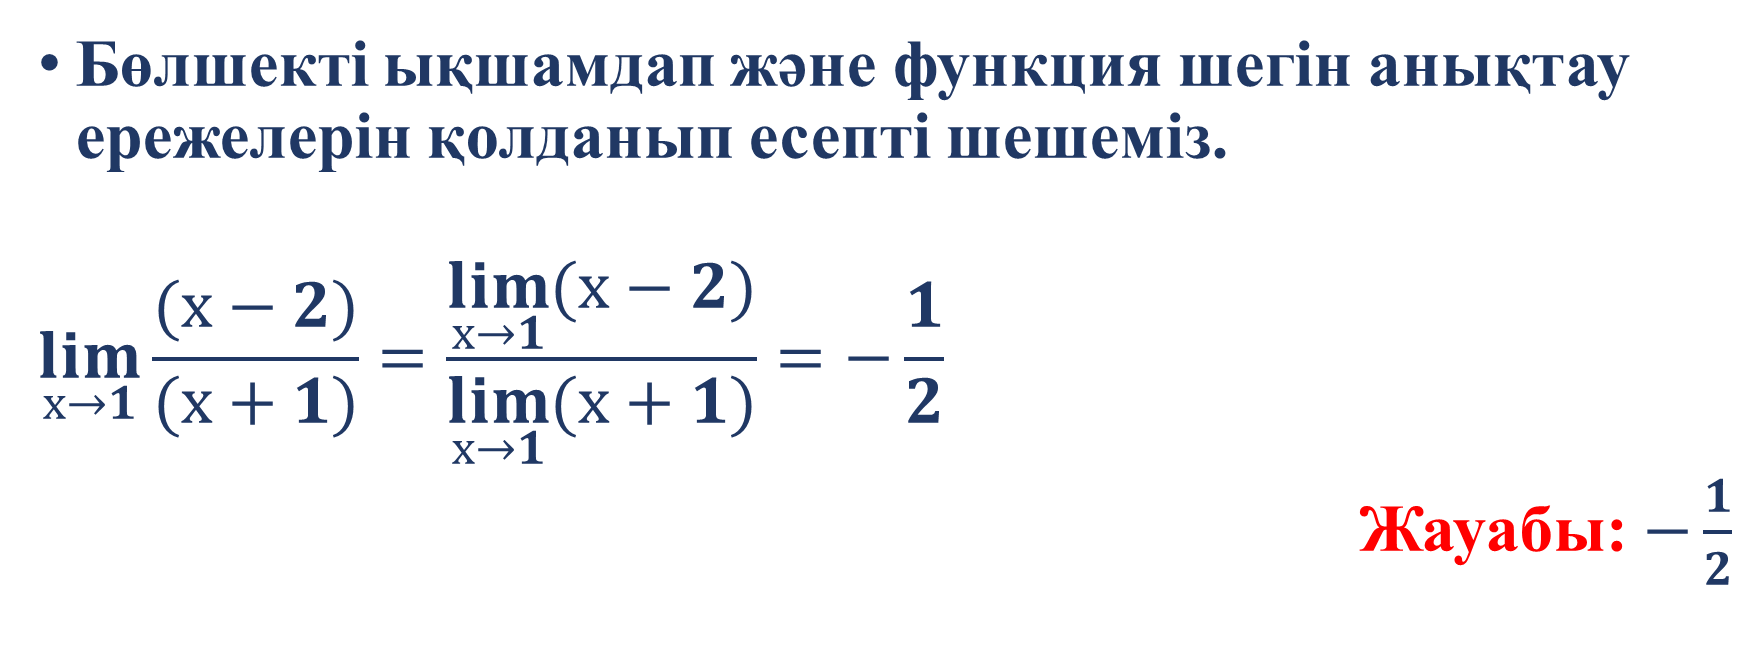 • Бөлшекті ықшамдап және функция шегін анықтау
ережелерін қолданып есепті шешеміз.
lim x→1 (x − 2)/(x + 1) = lim x→1 (x − 2)/lim x→1 (x + 1) = − 1/2
Жауабы: − 1/2